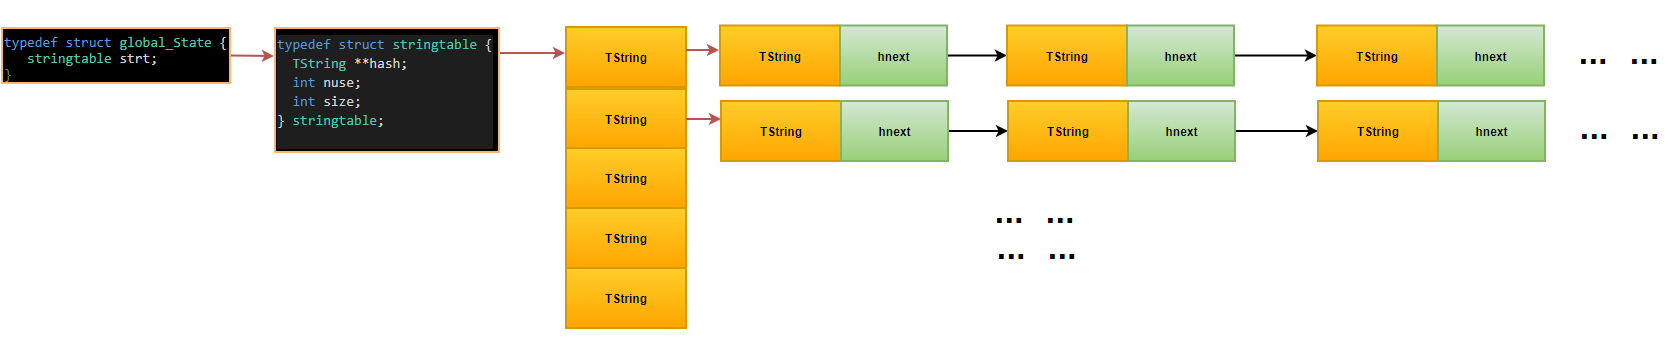 typedef struct global_State {
stringtable strt;
}
typedef struct stringtable {
TString **hash;
int nuse;
int size;
} stringtable;
TString
TString
TString
TString
TString
TString hnext
TString hnext
TString hnext
... ...
TString hnext
TString hnext
TString hnext
... ...
... ...
... ...